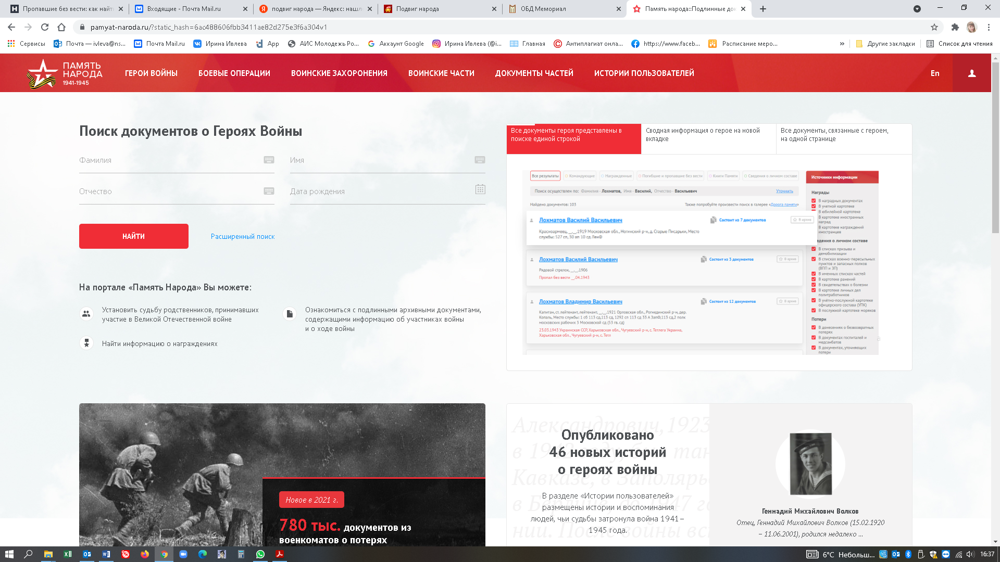 Пропавшие без вести: как найт
Входящие - Почта Mail.ru
подвиг народа — Яндекс: нашл
Подвиг народа
ОБД Мемориал
Память народа::Подлинные до
pamyat-naroda.ru/?static_hash=6ac488606fbb3411ae82d275e3f6a304v1
Сервисы
Почта — ivleva@ns...
Почта Mail.ru
Ирина Ивлева
App
АИС Молодежь Ро...
Аккаунт Google
Ирина Ивлева (@i...
Главная
Антиплагиат онла...
https://www.faceb...
Расписание меро...
»
Другие закладки
Список для чтения
ПАМЯТЬ
НАРОДА
1941-1945
ГЕРОИ ВОЙНЫ
БОЕВЫЕ ОПЕРАЦИИ
ВОИНСКИЕ ЗАХОРОНЕНИЯ
ВОИНСКИЕ ЧАСТИ
ДОКУМЕНТЫ ЧАСТЕЙ
ИСТОРИИ ПОЛЬЗОВАТЕЛЕЙ
En
Поиск документов о Героях Войны
Фамилия
Имя
Отчество
Дата рождения
НАЙТИ
Расширенный поиск
На портале «Память Народа» Вы можете:
Установить судьбу родственников, принимавших
участие в Великой Отечественной войне
Ознакомиться с подлинными архивными документами,
содержащими информацию об участниках войны
и о ходе войны
Найти информацию о награждениях
Все документы героя представлены в
поиске единой строкой
Сводная информация о герое на новой
вкладке
Все документы, связанные с героем,
на одной странице
Все результаты
Командующие
Награжденные
Погибшие и пропавшие без вести
Книги Памяти
Сведения о личном составе
Поиск осуществлен по: Фамилия - Лохматов, Имя - Василий, Отчество - Васильевич
Уточнить
Найдено документов: 103
Также попробуйте произвести поиск в галерее «Дорога памяти»
Лохматов Василий Васильевич
Состоит из 7 документов
В архив
Красноармеец, __.__.1919 Московская обл., Ногинский р-н, д. Старые Писарьки, Место
службы: 527 сп, 30 ап 10 сд ЛенФ
Лохматов Василий Васильевич
Состоит из 3 документов
В архив
Рядовой стрелок, __.__.1906
Пропал без вести __.04.1943
Лохматов Владимир Васильевич
Состоит из 12 документов
В архив
Капитан, ст. лейтенант, лейтенант, __.__.1921 Орловская обл., Рогнединский р-н, дер.
Копаль, Место службы: 1 сб 113 сд,113 сд, 1292 сп 113 сд 33 А ЗапФ,113 сд,2 полк
московских рабочих 3 Московской сд (53 гв. сд)
23.03.1943 Украинская ССР, Харьковская обл., Чугуевский р-н, с. Тетлега Украина,
Харьковская обл., Чугуевский р-н, с. Тетл
Источники информации
Награды
В наградных документах
В учетной картотеке
В юбилейной картотеке
В картотеке иностранных
наград
В картотеке награждений
иностранцев
едения о личном составе
В списках призыва и
демобилизации
В списках военно-пересыльных
пунктов и запасных полков
(ВПП и ЗП)
В именных списках частей
В картотеке ранений
В свидетельствах о болезни
В картотеке личных дел
политработников
В учётно-послужной картотеке
офицерского состава (УПК)
В послужной картотеке моряков
Потери
В донесениях о безвозвратных
потерях
В документах госпиталей и
медсанбатов
В документах, уточняющих
потери
Новое в 2021 г.
780 тыс. документов из
военкоматов о потерях
Александрович, 1923
Опубликовано
46 новых историй
о героях войны
В разделе «Истории пользователей»
размещены истории и воспоминания
людей, чьи судьбы затронула война 1941–
1945 года.
Геннадий Михайлович Волков
Отец, Геннадий Михайлович Волков (15.02.1920
– 11.06.2001), родился недалеко ...
6°C Небольш...
16:37